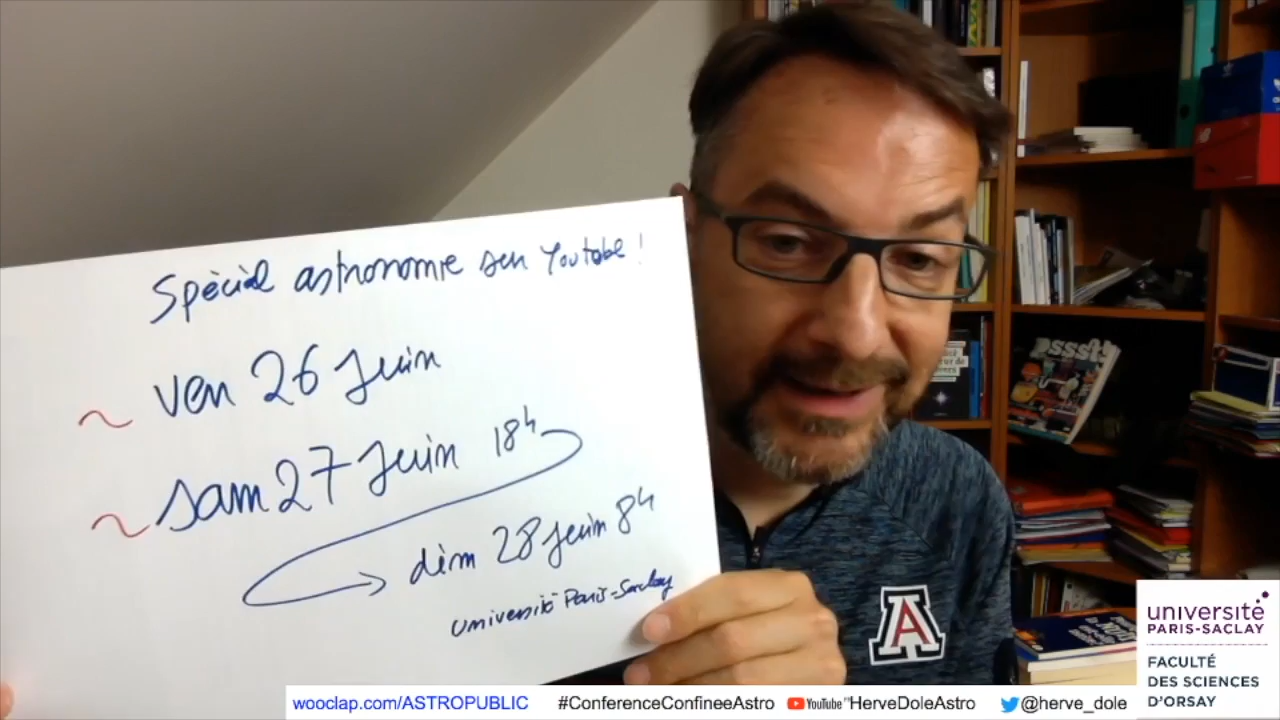 Spécial astronomie sur Youtube !
~ ven 26 Juin
~ sam 27 Juin 18h
→ dim 28 Juin 8h
Université Paris-Saclay
Pssst!
A
université
PARIS-SACLAY
FACULTÉ
DES SCIENCES
D'ORSAY
wooclap.com/ASTROPUBLIC #ConferenceConfineeAstro YouTube HerveDoleAstro @herve_dole